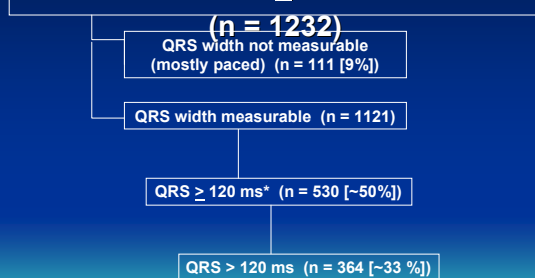 (n = 1232)
QRS width not measurable
(mostly paced) (n = 111 [9%])
QRS width measurable (n = 1121)
QRS ≥ 120 ms* (n = 530 [~50%])
QRS > 120 ms (n = 364 [~33 %])